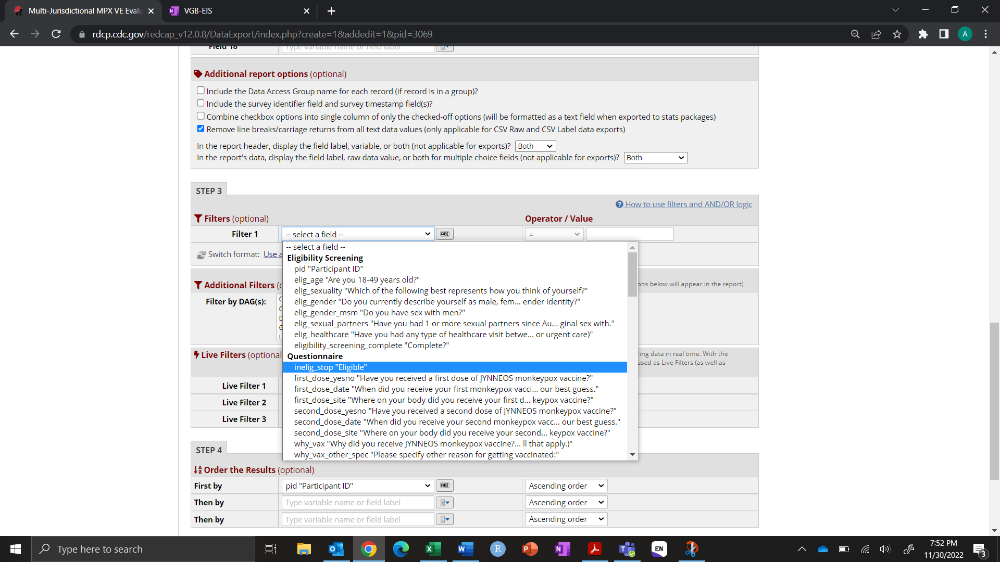 Multi-Jurisdictional MPX VE Evalu
VGB-EIS
rdcp.cdc.gov/redcap_v12.0.8/DataExport/index.php?create=1&addedit=1&pid=3069
A
Field 18
Type variable name or field label
Additional report options (optional)
Include the Data Access Group name for each record (if record is in a group)?
Include the survey identifier field and survey timestamp field(s)?
Combine checkbox options into single column of only the checked-off options (will be formatted as a text field when exported to stats packages)
Remove line breaks/carriage returns from all text data values (only applicable for CSV Raw and CSV Label data exports)
In the report header, display the field label, variable, or both (not applicable for exports)? Both
In the report's data, display the field label, raw data value, or both for multiple choice fields (not applicable for exports)? Both
STEP 3
How to use filters and AND/OR logic
Filters (optional) Operator / Value
Filter 1 -- select a field -- ABI =
-- select a field --
Switch format: Use a
Eligibility Screening
pid "Participant ID"
elig_age "Are you 18-49 years old?"
elig_sexuality "Which of the following best represents how you think of yourself?"
elig_gender "Do you currently describe yourself as male, fem... ender identity?"
elig_gender_msm "Do you have sex with men?"
elig_sexual_partners "Have you had 1 or more sexual partners since Au... ginal sex with."
elig_healthcare "Have you had any type of healthcare visit betwe... or urgent care)"
eligibility_screening_complete "Complete?"
Questionnaire
inelig_stop "Eligible"
first_dose_yesno "Have you received a first dose of JYNNEOS monkeypox vaccine?"
first_dose_date "When did you receive your first monkeypox vacci... our best guess."
first_dose_site "Where on your body did you receive your first d... keypox vaccine?"
second_dose_yesno "Have you received a second dose of JYNNEOS monkeypox vaccine?"
second_dose_date "When did you receive your second monkeypox vacc... our best guess."
second_dose_site "Where on your body did you receive your second... keypox vaccine?"
why_vax "Why did you receive JYNNEOS monkeypox vaccine?... ll that apply.)"
why_vax_other_spec "Please specify other reason for getting vaccinated:"
Additional Filters (o
ons below will appear in the report)
Filter by DAG(s):
Live Filters (optional
ring data in real time. With the
used as Live Filters (as well as
Live Filter 1
Live Filter 2
Live Filter 3
STEP 4
Order the Results (optional)
First by pid "Participant ID" ABI Ascending order
Then by Type variable name or field label Ascending order
Then by Type variable name or field label Ascending order
Type here to search
EN
7:52 PM
11/30/2022
3